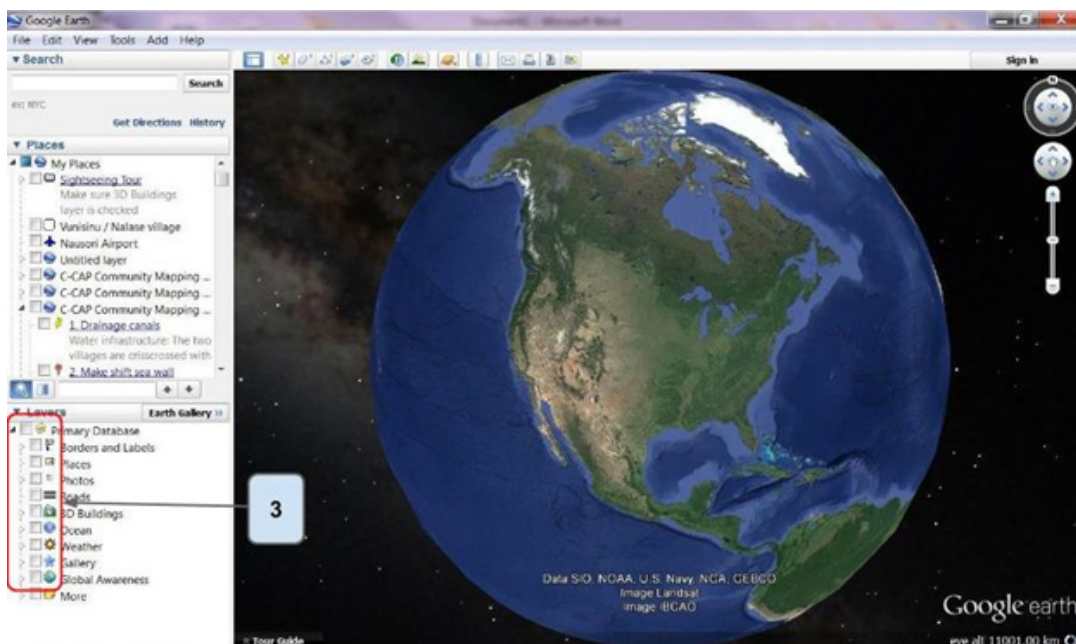 Google Earth
File Edit View Tools Add Help
Search
Search
ex: NYC
Get Directions History
Places
My Places
Sightseeing Tour
Make sure 3D Buildings
layer is checked
Vunisinu / Nalase village
Nausori Airport
Untitled layer
C-CAP Community Mapping ...
C-CAP Community Mapping ...
C-CAP Community Mapping ...
1. Drainage canals
Water infrastructure: The two
villages are crisscrossed with
2. Make shift sea wall
Layers Earth Gallery »
Primary Database
Borders and Labels
Places
Photos
Roads
3D Buildings
Ocean
Weather
Gallery
Global Awareness
More
3
Sign in
N
Data SIO, NOAA, U.S. Navy, NGA, GEBCO
Image Landsat
Image IBCAO
Google earth
Tour Guide
eye alt 11001.00 km